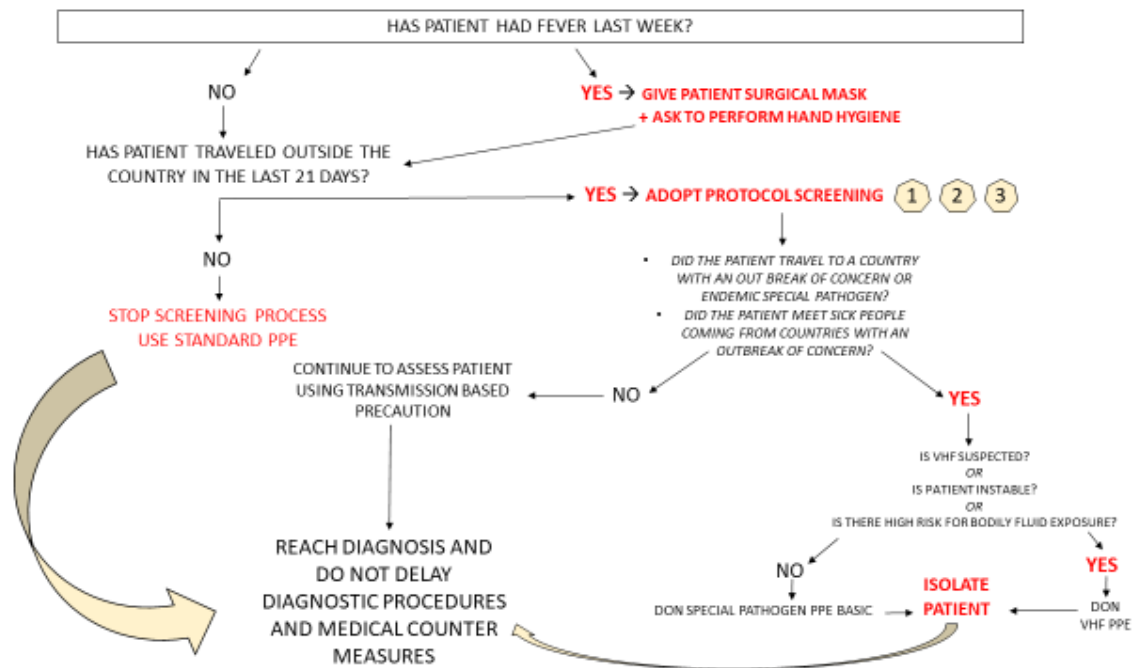 HAS PATIENT HAD FEVER LAST WEEK?
NO
YES → GIVE PATIENT SURGICAL MASK
+ ASK TO PERFORM HAND HYGIENE
HAS PATIENT TRAVELED OUTSIDE THE
COUNTRY IN THE LAST 21 DAYS?
YES → ADOPT PROTOCOL SCREENING 1 2 3
NO
STOP SCREENING PROCESS
USE STANDARD PPE
• DID THE PATIENT TRAVEL TO A COUNTRY
WITH AN OUT BREAK OF CONCERN OR
ENDEMIC SPECIAL PATHOGEN?
• DID THE PATIENT MEET SICK PEOPLE
COMING FROM COUNTRIES WITH AN
OUTBREAK OF CONCERN?
NO
CONTINUE TO ASSESS PATIENT
USING TRANSMISSION BASED
PRECAUTION
YES
IS VHF SUSPECTED?
OR
IS PATIENT INSTABLE?
OR
IS THERE HIGH RISK FOR BODILY FLUID EXPOSURE?
NO
DON SPECIAL PATHOGEN PPE BASIC
YES
DON
VHF PPE
ISOLATE
PATIENT
REACH DIAGNOSIS AND
DO NOT DELAY
DIAGNOSTIC PROCEDURES
AND MEDICAL COUNTER
MEASURES